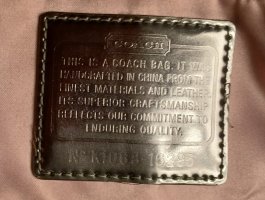 COACH
THIS IS A COACH BAG. IT WAS
HANDCRAFTED IN CHINA FROM THE
FINEST MATERIALS AND LEATHER.
ITS SUPERIOR CRAFTSMANSHIP
REFLECTS OUR COMMITMENT TO
ENDURING QUALITY.